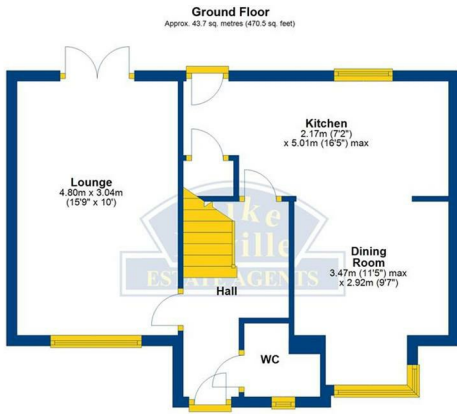 Ground Floor
Approx. 43.7 sq. metres (470.5 sq. feet)
Kitchen
2.17m (7'2")
x 5.01m (16'5") max
Lounge
4.80m x 3.04m
(15'9" x 10')
Dining
Room
3.47m (11'5") max
x 2.92m (9'7")
ESTATE AGENTS
Hall
WC